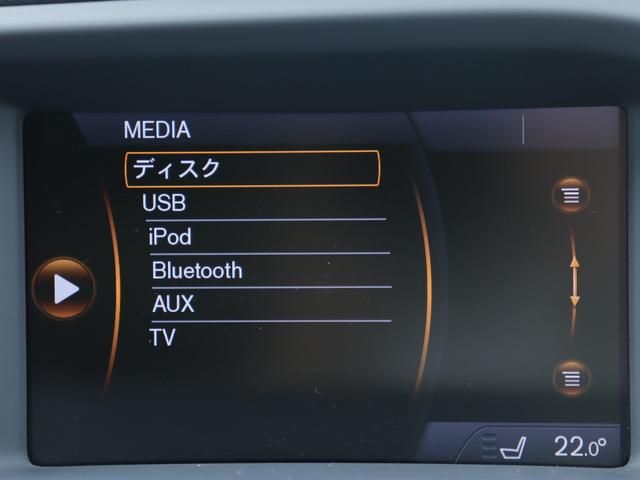 MEDIA
ディスク
USB
iPod
Bluetooth
AUX
TV
22.0°